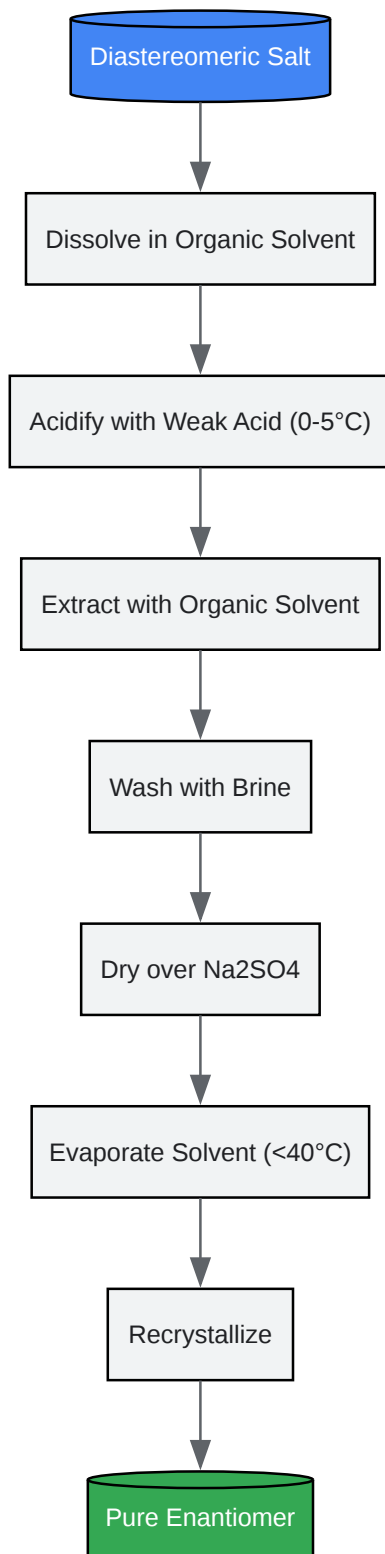 Diastereomeric Salt
Dissolve in Organic Solvent
Acidify with Weak Acid (0-5°C)
Extract with Organic Solvent
Wash with Brine
Dry over Na2SO4
Evaporate Solvent (<40°C)
Recrystallize
Pure Enantiomer